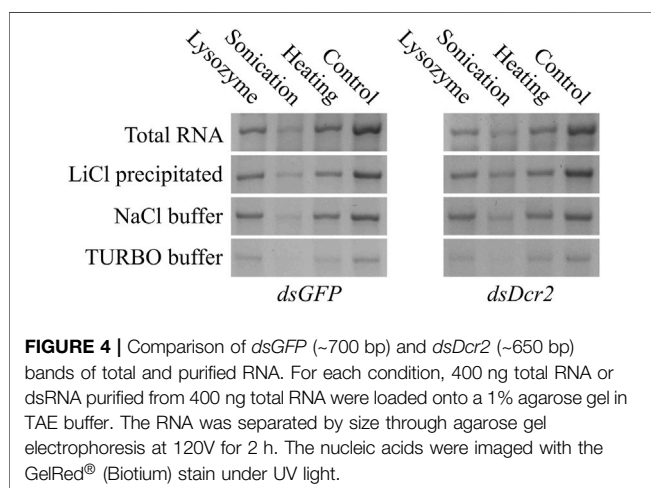 Lysozyme Sonication Heating Control Lysozyme Sonication Heating Control
Total RNA
LiCl precipitated
NaCl buffer
TURBO buffer
dsGFP dsDcr2
FIGURE 4 | Comparison of dsGFP (~700 bp) and dsDcr2 (~650 bp)
bands of total and purified RNA. For each condition, 400 ng total RNA or
dsRNA purified from 400 ng total RNA were loaded onto a 1% agarose gel in
TAE buffer. The RNA was separated by size through agarose gel
electrophoresis at 120V for 2 h. The nucleic acids were imaged with the
GelRed® (Biotium) stain under UV light.